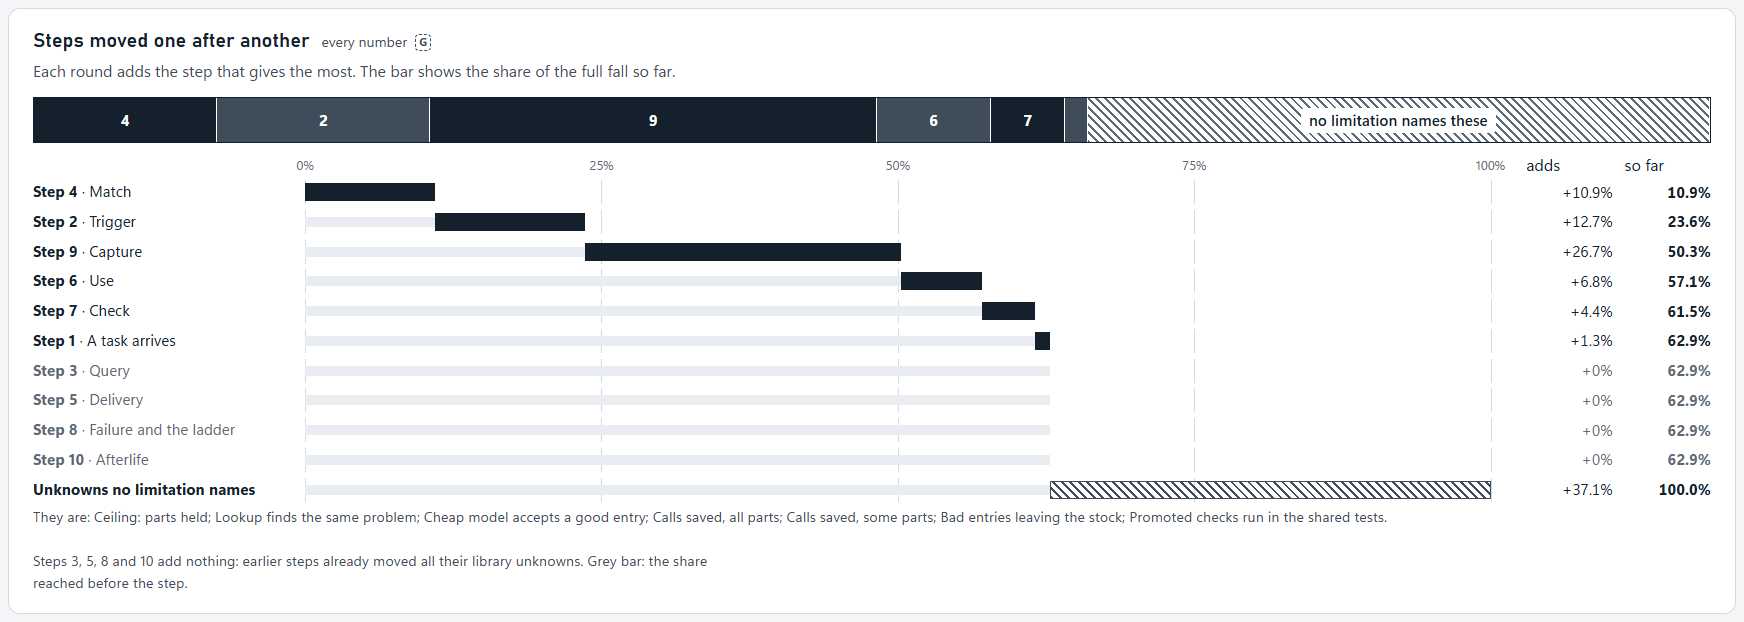 Steps moved one after another every number G
Each round adds the step that gives the most. The bar shows the share of the full fall so far.
4 2 9 6 7 no limitation names these
0% 25% 50% 75% 100% adds so far
Step 4 · Match +10.9% 10.9%
Step 2 · Trigger +12.7% 23.6%
Step 9 · Capture +26.7% 50.3%
Step 6 · Use +6.8% 57.1%
Step 7 · Check +4.4% 61.5%
Step 1 · A task arrives +1.3% 62.9%
Step 3 · Query +0% 62.9%
Step 5 · Delivery +0% 62.9%
Step 8 · Failure and the ladder +0% 62.9%
Step 10 · Afterlife +0% 62.9%
Unknowns no limitation names +37.1% 100.0%
They are: Ceiling: parts held; Lookup finds the same problem; Cheap model accepts a good entry; Calls saved, all parts; Calls saved, some parts; Bad entries leaving the stock; Promoted checks run in the shared tests.
Steps 3, 5, 8 and 10 add nothing: earlier steps already moved all their library unknowns. Grey bar: the share
reached before the step.